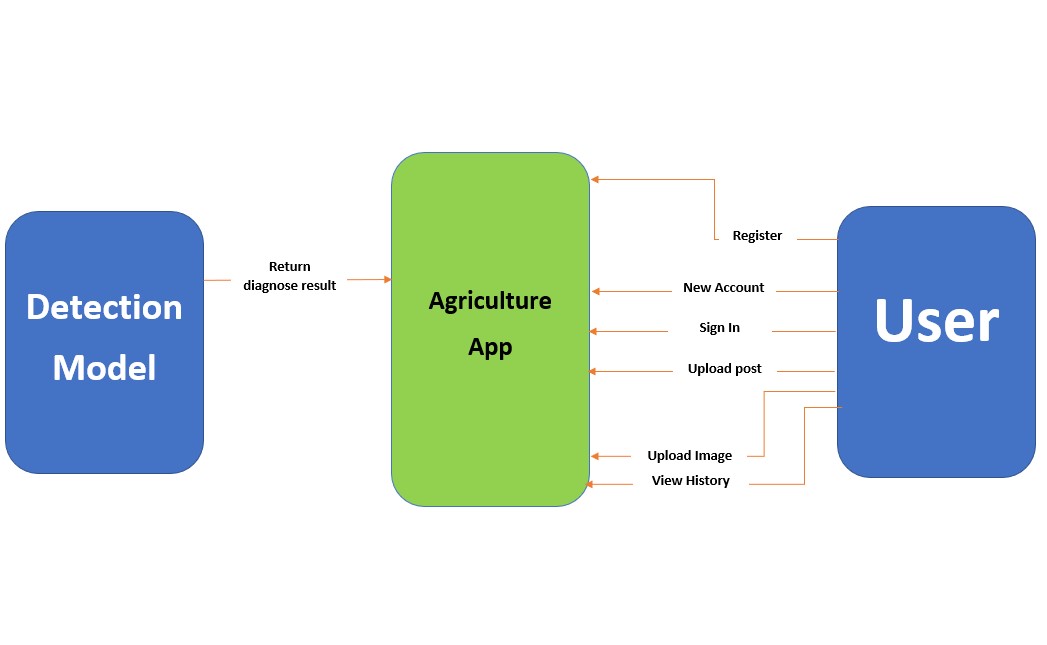 Detection
Model
Return
diagnose result
Agriculture
App
Register
New Account
Sign In
Upload post
Upload Image
View History
User